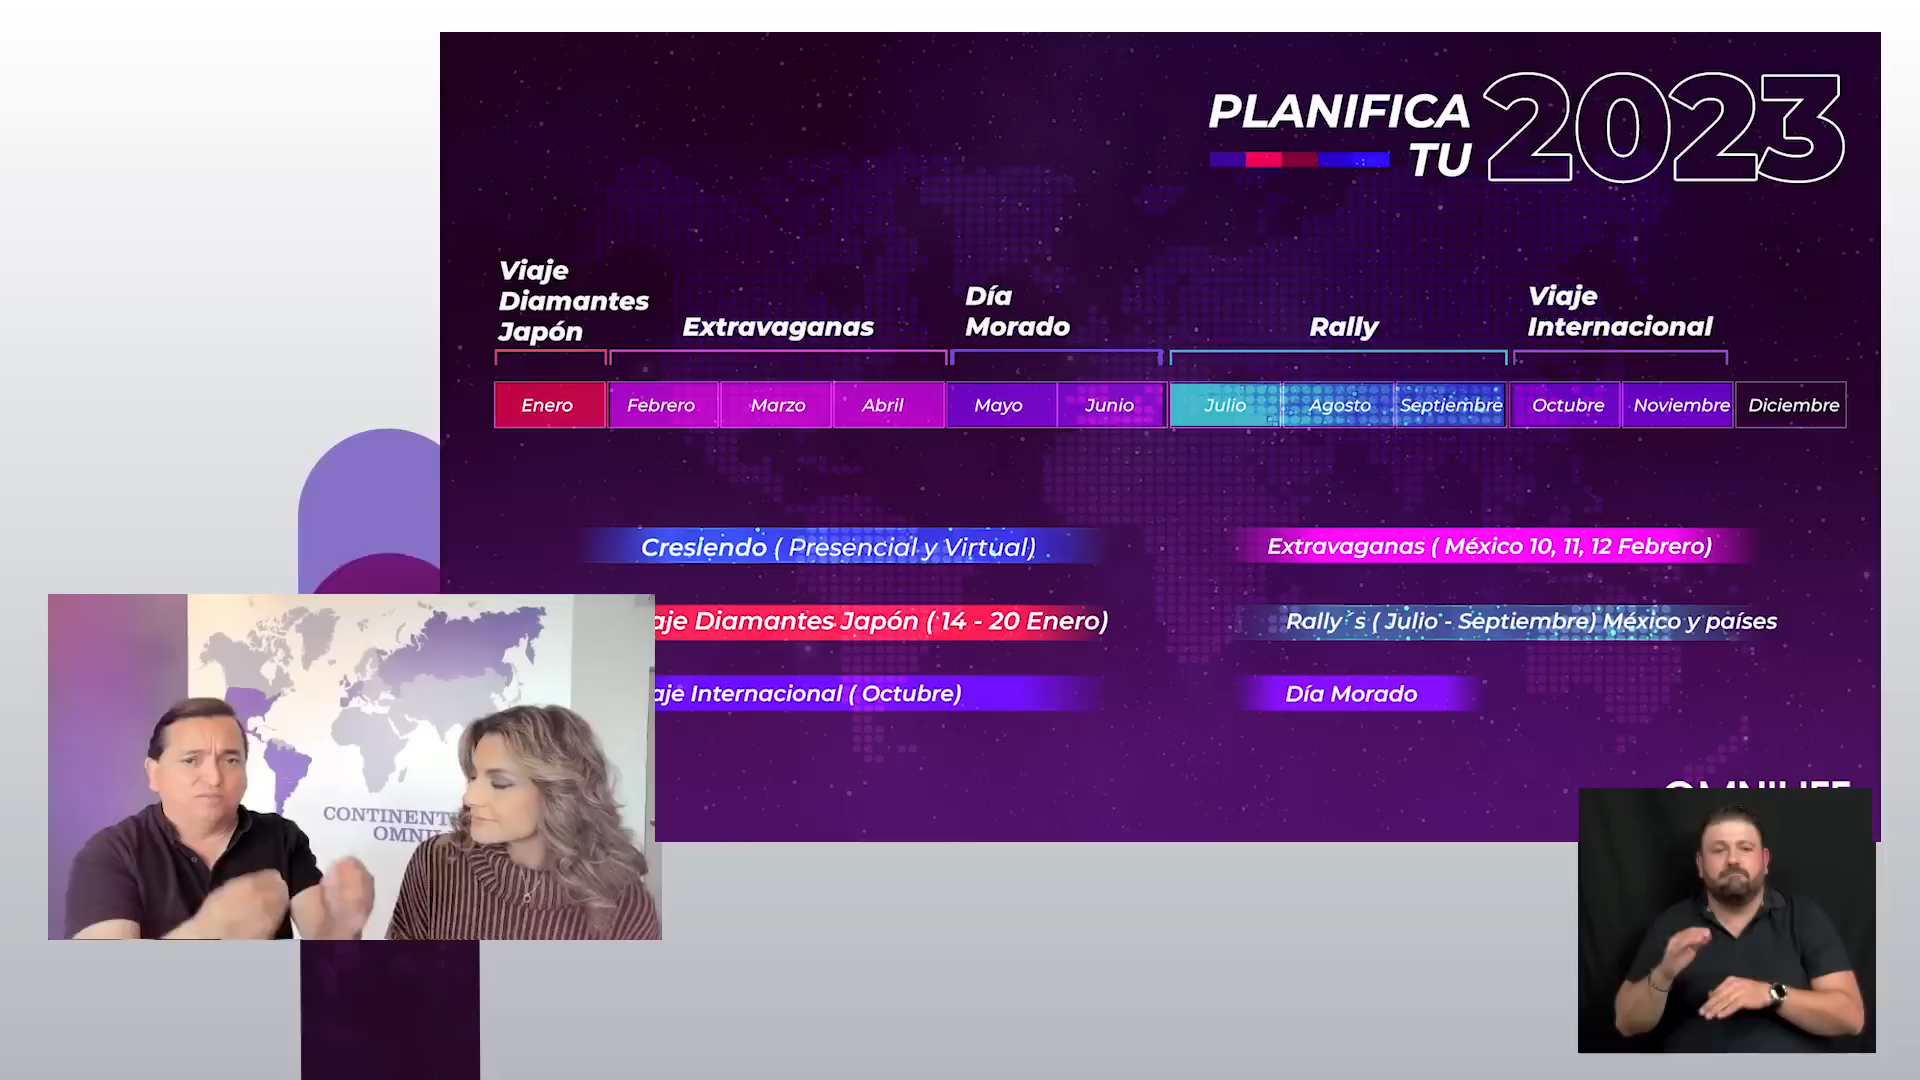 PLANIFICA
TU 2023
Viaje
Diamantes
Japón
Extravaganas
Día
Morado
Rally
Viaje
Internacional
Enero Febrero Marzo Abril Mayo Junio Julio Agosto Septiembre Octubre Noviembre Diciembre
Cresiendo ( Presencial y Virtual)
Extravaganas ( México 10, 11, 12 Febrero)
aje Diamantes Japón ( 14 - 20 Enero)
Rally´s ( Julio - Septiembre) México y países
aje Internacional ( Octubre)
Día Morado
OMNILIFE
CONTINENT
OMNI